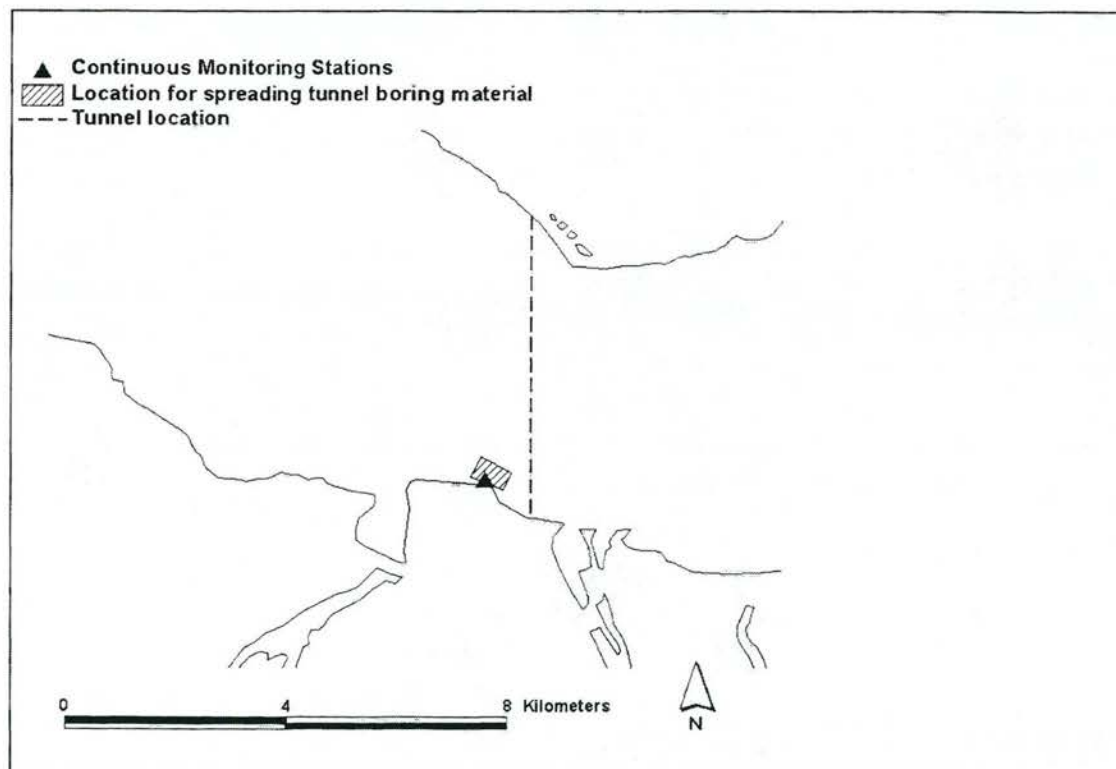 Continuous Monitoring Stations
Location for spreading tunnel boring material
Tunnel location
0 4 8 Kilometers
N